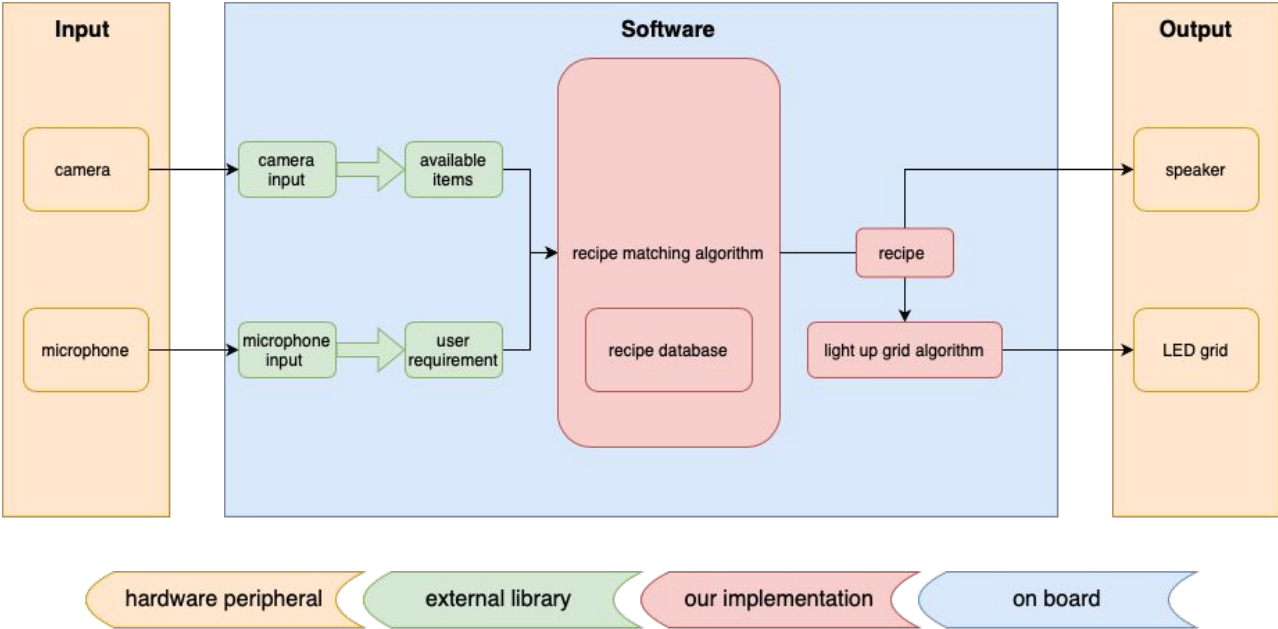 Input
Software
Output
camera
camera
input
available
items
speaker
recipe matching algorithm
recipe
microphone
microphone
input
user
requirement
recipe database
light up grid algorithm
LED grid
hardware peripheral
external library
our implementation
on board